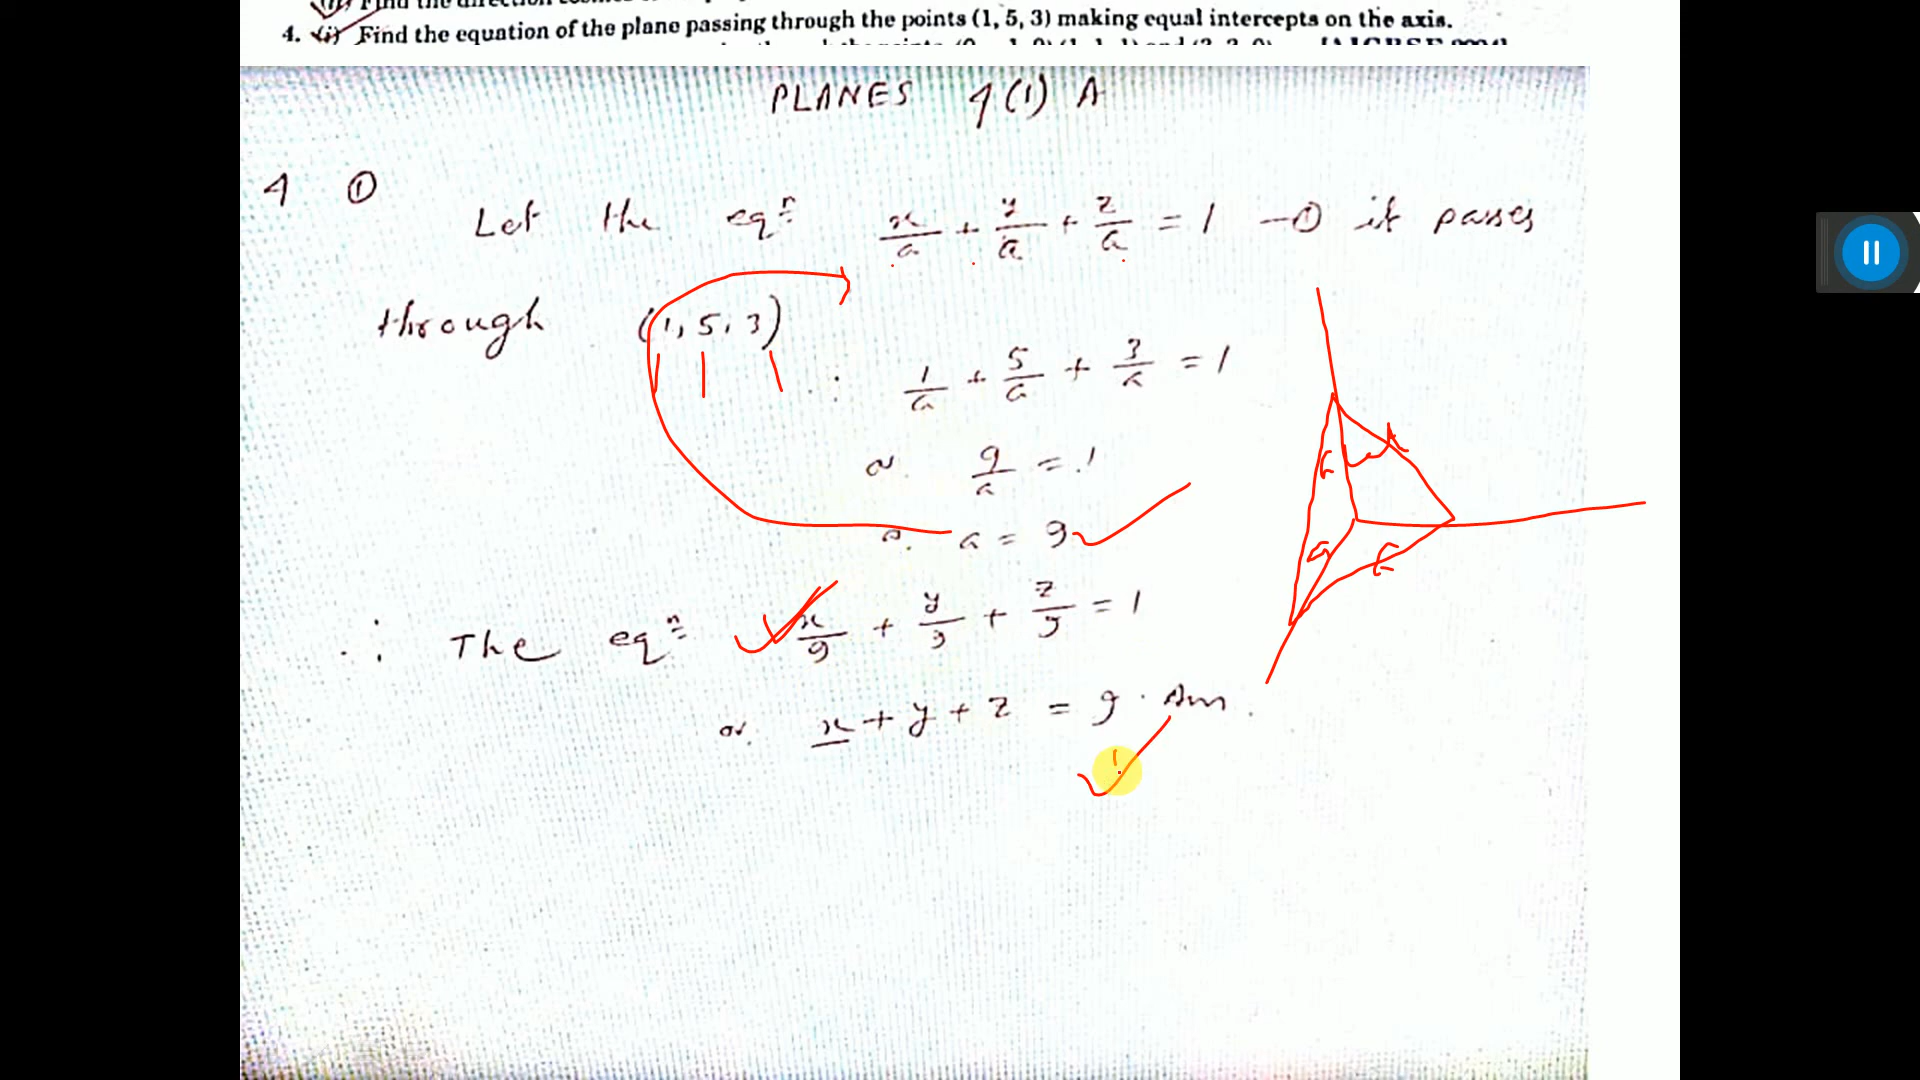 4. (i) Find the equation of the plane passing through the points (1, 5, 3) making equal intercepts on the axis.
PLANES 9(1) A
4 ①
Let the eqⁿ x/a + y/a + z/a = 1 —① it passes
through (1, 5, 3)
∴ 1/a + 5/a + 3/a = 1
or. 9/a = 1
or. a = 9
∴ The eqⁿ x/9 + y/9 + z/9 = 1
or. x + y + z = 9 . Ans.